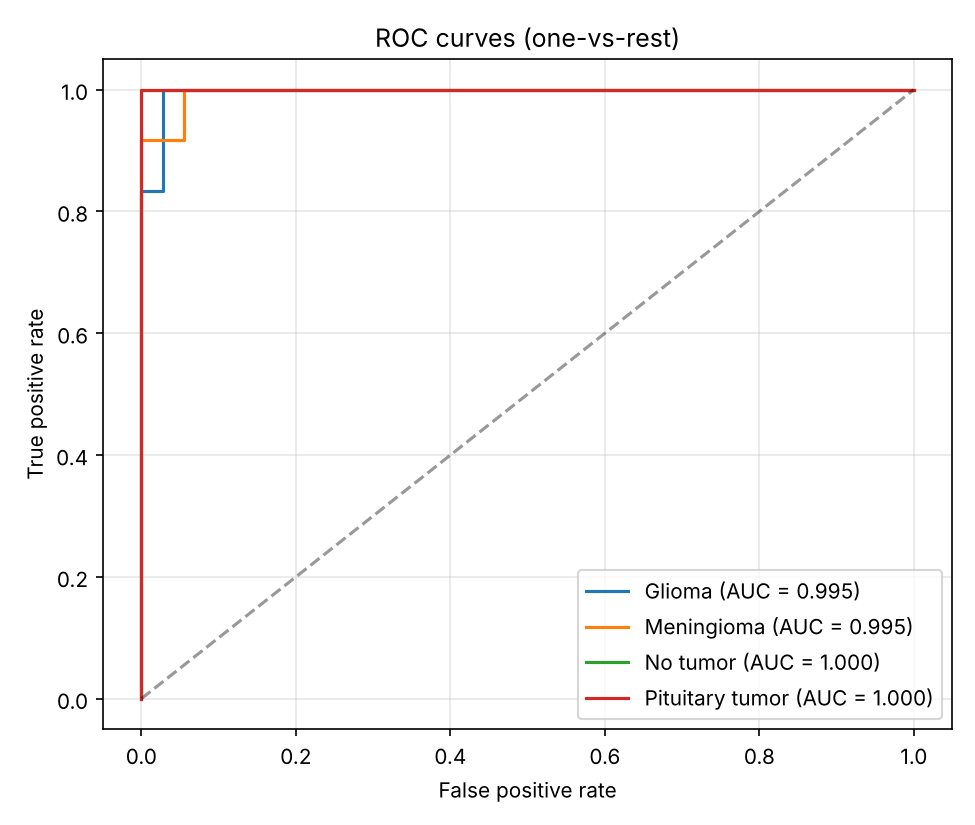 ROC curves (one-vs-rest)
True positive rate
1.0
0.8
0.6
0.4
0.2
0.0
0.0 0.2 0.4 0.6 0.8 1.0
False positive rate
Glioma (AUC = 0.995)
Meningioma (AUC = 0.995)
No tumor (AUC = 1.000)
Pituitary tumor (AUC = 1.000)